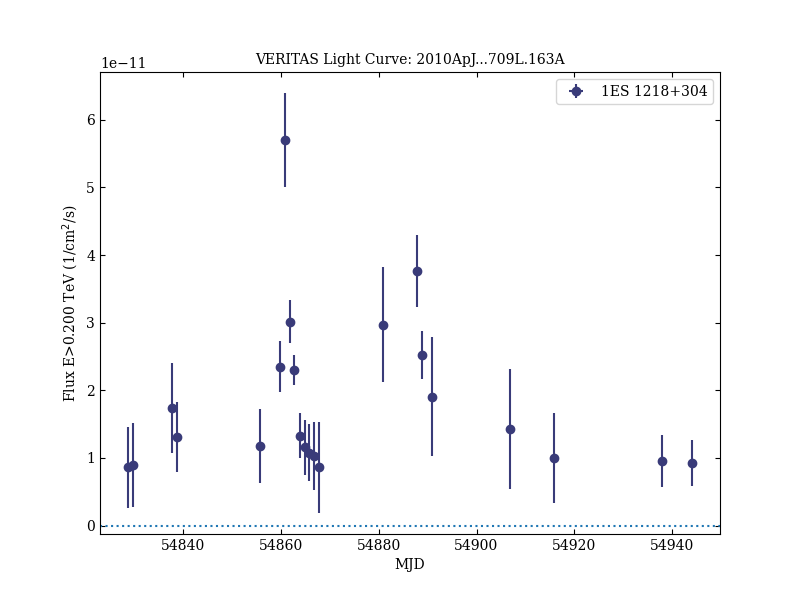 VERITAS Light Curve: 2010ApJ...709L.163A
1e−11
1ES 1218+304
6
5
4
3
2
1
0
Flux E>0.200 TeV (1/cm²/s)
54840 54860 54880 54900 54920 54940
MJD